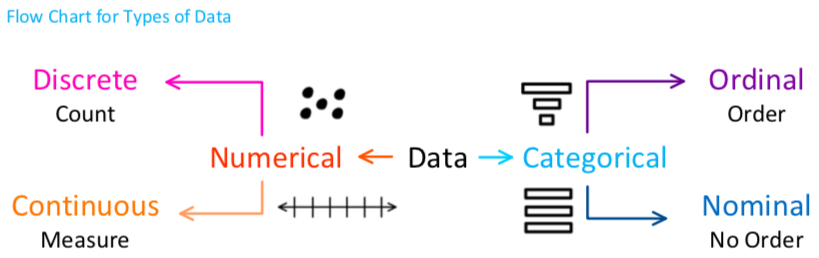 Flow Chart for Types of Data
Discrete
Count
Ordinal
Order
Numerical
Data
Categorical
Continuous
Measure
Nominal
No Order